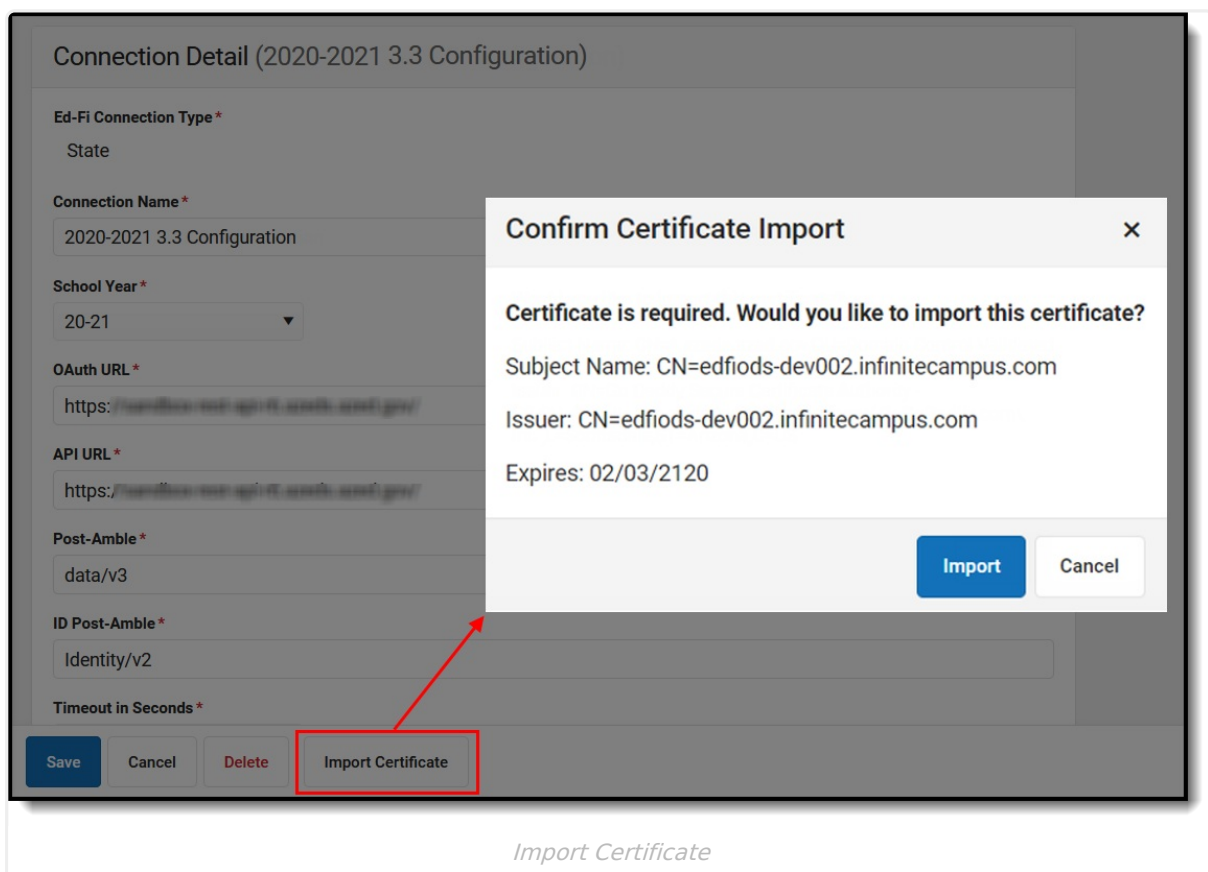 Connection Detail (2020-2021 3.3 Configuration)
Ed-Fi Connection Type *
State
Connection Name *
2020-2021 3.3 Configuration
School Year *
20-21
OAuth URL *
https:
API URL *
https:/
Post-Amble *
data/v3
ID Post-Amble *
Identity/v2
Timeout in Seconds *
Save Cancel Delete Import Certificate
Confirm Certificate Import ×
Certificate is required. Would you like to import this certificate?
Subject Name: CN=edfiods-dev002.infinitecampus.com
Issuer: CN=edfiods-dev002.infinitecampus.com
Expires: 02/03/2120
Import Cancel
Import Certificate